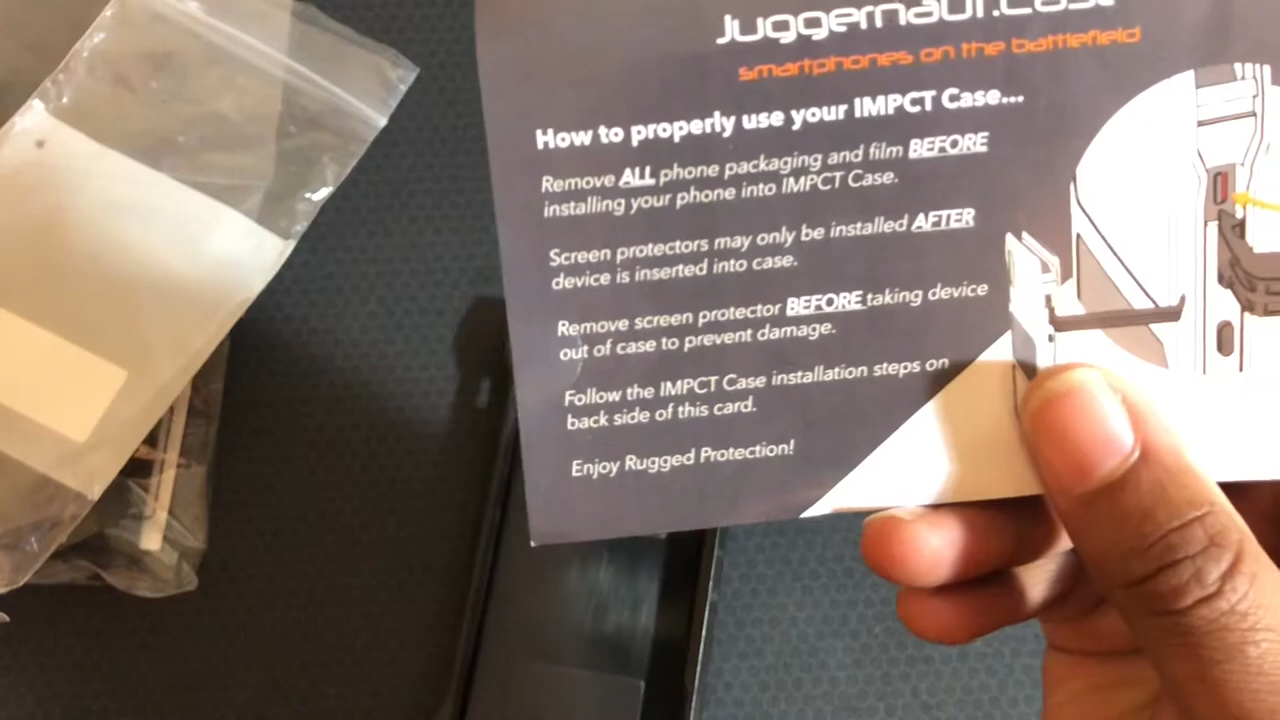 Juggernaut.Case
smartphones on the battlefield
How to properly use your IMPCT Case...
Remove ALL phone packaging and film BEFORE
installing your phone into IMPCT Case.
Screen protectors may only be installed AFTER
device is inserted into case.
Remove screen protector BEFORE taking device
out of case to prevent damage.
Follow the IMPCT Case installation steps on
back side of this card.
Enjoy Rugged Protection!